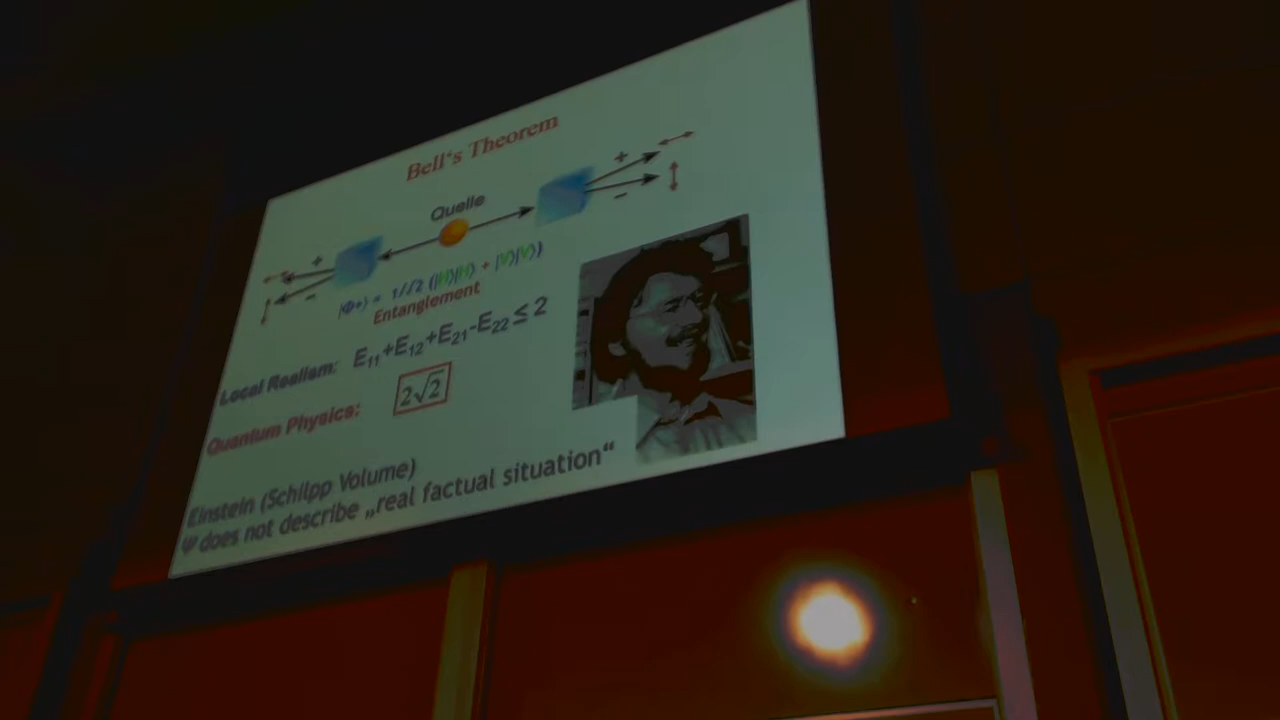 Bell's Theorem
Quelle
+
−
+
−
|Φ+⟩ = 1/√2 (|H⟩|H⟩ + |V⟩|V⟩)
Entanglement
Local Realism: E₁₁+E₁₂+E₂₁-E₂₂ ≤ 2
Quantum Physics: 2√2
Einstein (Schilpp Volume)
Ψ does not describe „real factual situation“